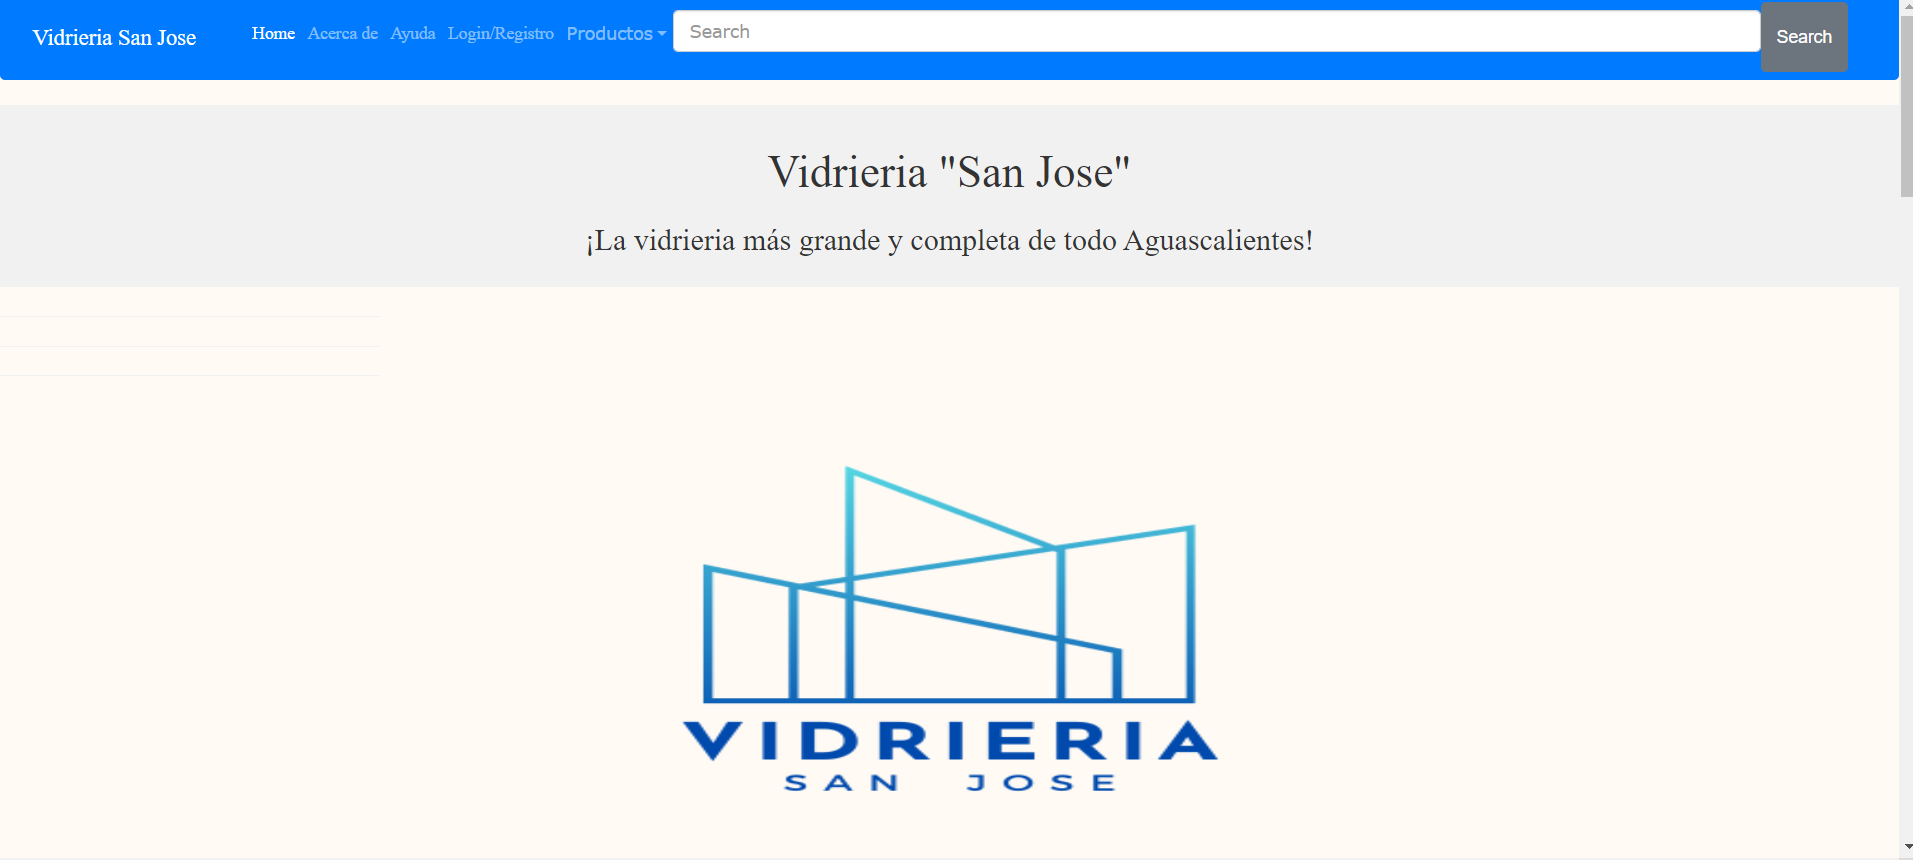 Vidrieria San Jose Home Acerca de Ayuda Login/Registro Productos Search Search
Vidrieria "San Jose"
¡La vidrieria más grande y completa de todo Aguascalientes!
VIDRIERIA
SAN JOSE